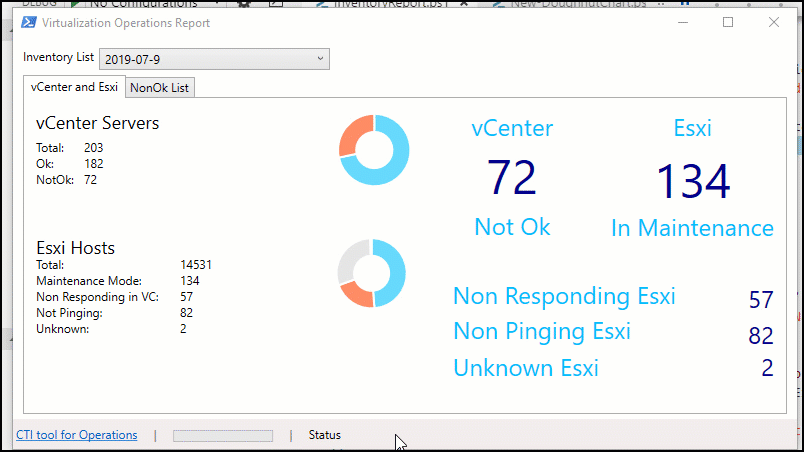 DEBUG No Configurations InventoryReport.ps1 New-DoughnutChart.ps
Virtualization Operations Report
Inventory List 2019-07-9
vCenter and Esxi NonOk List
vCenter Servers
Total: 203
Ok: 182
NotOk: 72
vCenter Esxi
72 134
Not Ok In Maintenance
Esxi Hosts
Total: 14531
Maintenance Mode: 134
Non Responding in VC: 57
Not Pinging: 82
Unknown: 2
Non Responding Esxi 57
Non Pinging Esxi 82
Unknown Esxi 2
CTI tool for Operations | | Status